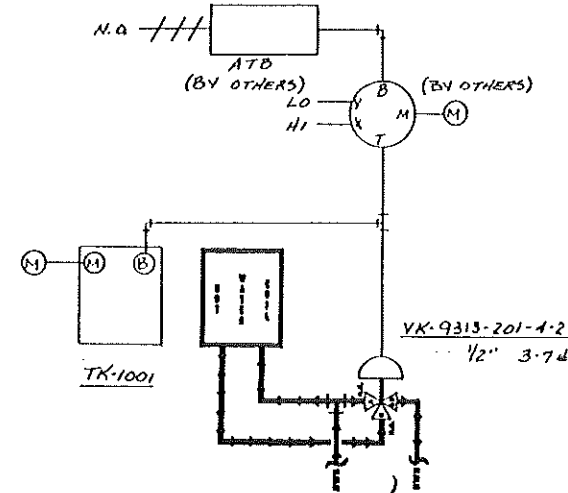 N.O
ATB
(BY OTHERS)
B
(BY OTHERS)
LO
Y
M
M
HI
X
T
M
M
B
HOT
WATER
COIL
TK-1001
VK-9313-201-4-2
1/2" 3-7#
)